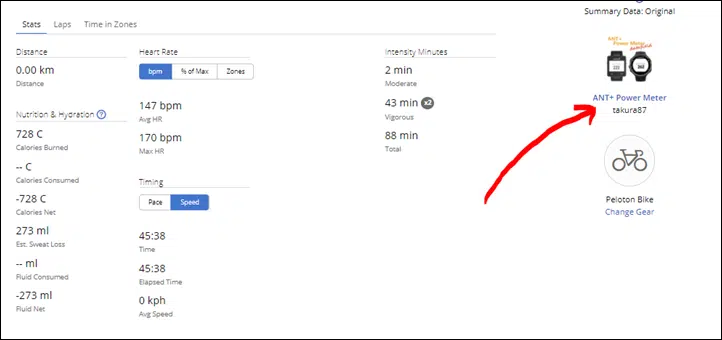 Stats Laps Time in Zones
Distance
0.00 km
Distance
Nutrition & Hydration ?
728 C
Calories Burned
-- C
Calories Consumed
-728 C
Calories Net
273 ml
Est. Sweat Loss
-- ml
Fluid Consumed
-273 ml
Fluid Net
Heart Rate
bpm % of Max Zones
147 bpm
Avg HR
170 bpm
Max HR
Timing
Pace Speed
45:38
Time
45:38
Elapsed Time
0 kph
Avg Speed
Intensity Minutes
2 min
Moderate
43 min x2
Vigorous
88 min
Total
Summary Data: Original
ANT+
Power Meter
ANT+ Power Meter
takura87
Peloton Bike
Change Gear